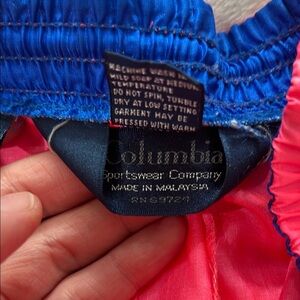 MACHINE WASH IN
MILD SOAP AT MEDIUM
TEMPERATURE
DO NOT SPIN, TUMBLE
DRY AT LOW SETTING
GARMENT MAY BE
PRESSED WITH WARM
Columbia
Sportswear Company
MADE IN MALAYSIA
RN 69724